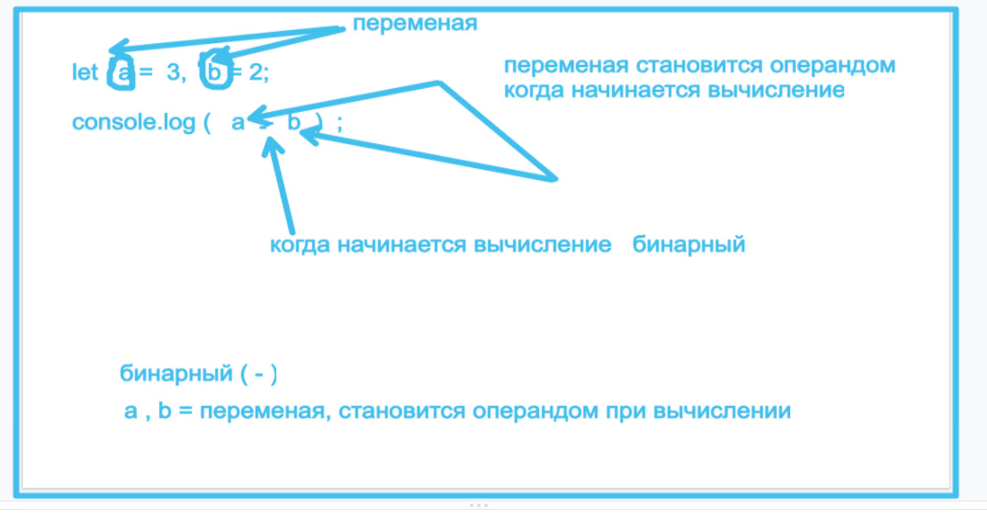 переменая
let a = 3, b = 2;
переменая становится операндом
когда начинается вычисление
console.log ( a - b ) ;
когда начинается вычисление бинарный
бинарный ( - )
a , b = переменая, становится операндом при вычислении